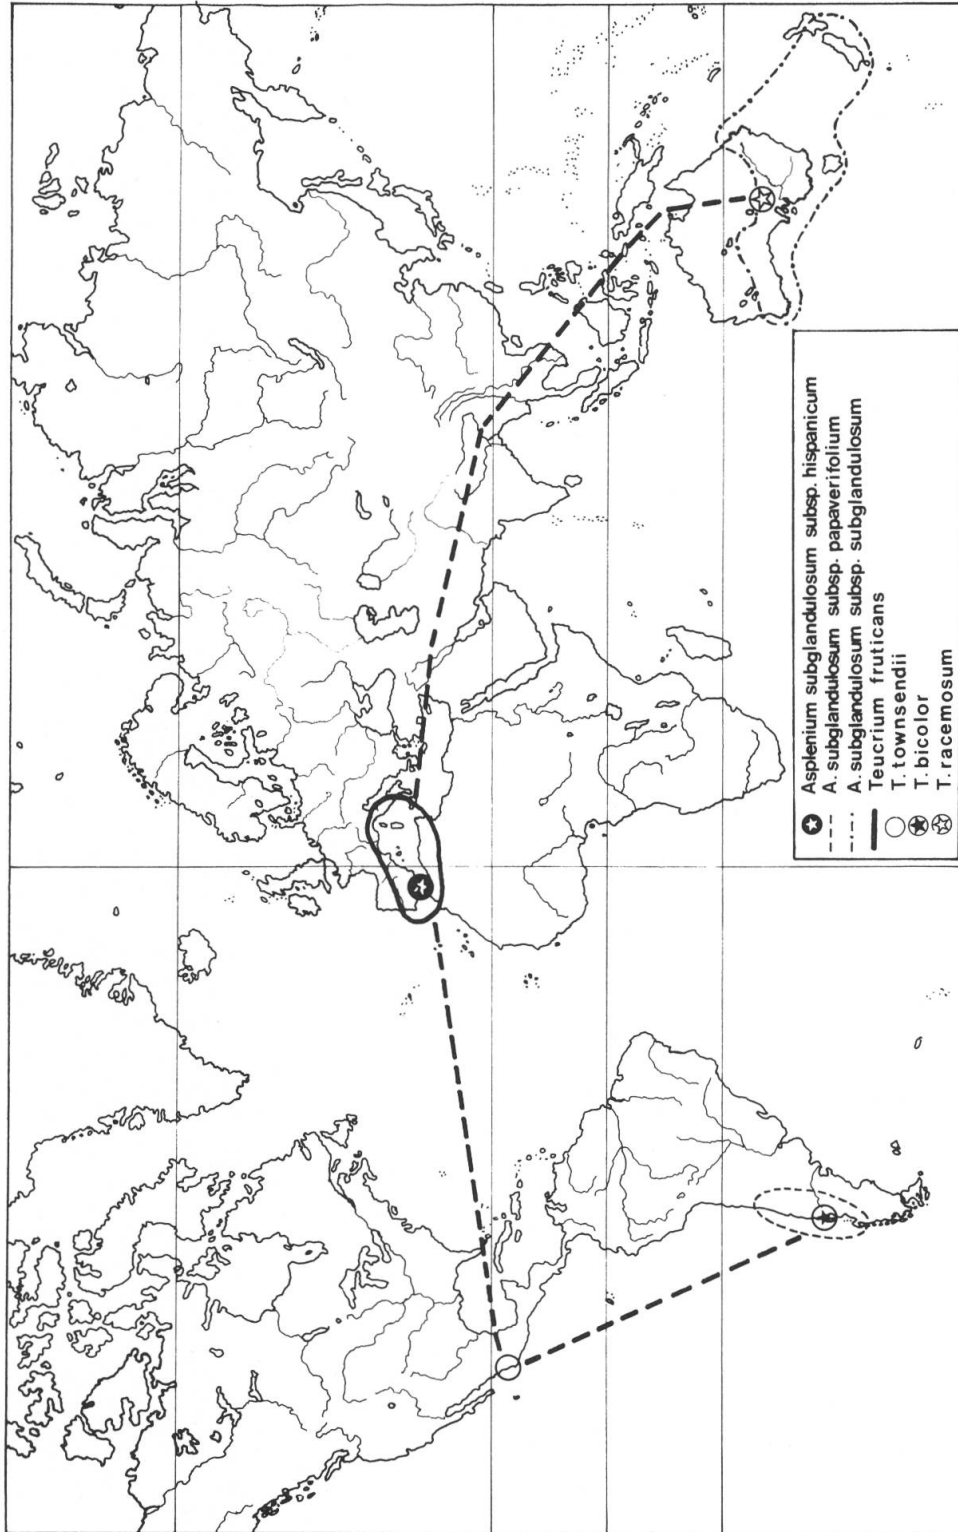 Asplenium subglandulosum subsp. hispanicum
A. subglandulosum subsp. papaverifolium
A. subglandulosum subsp. subglandulosum
Teucrium fruticans
T. townsendii
T. bicolor
T. racemosum